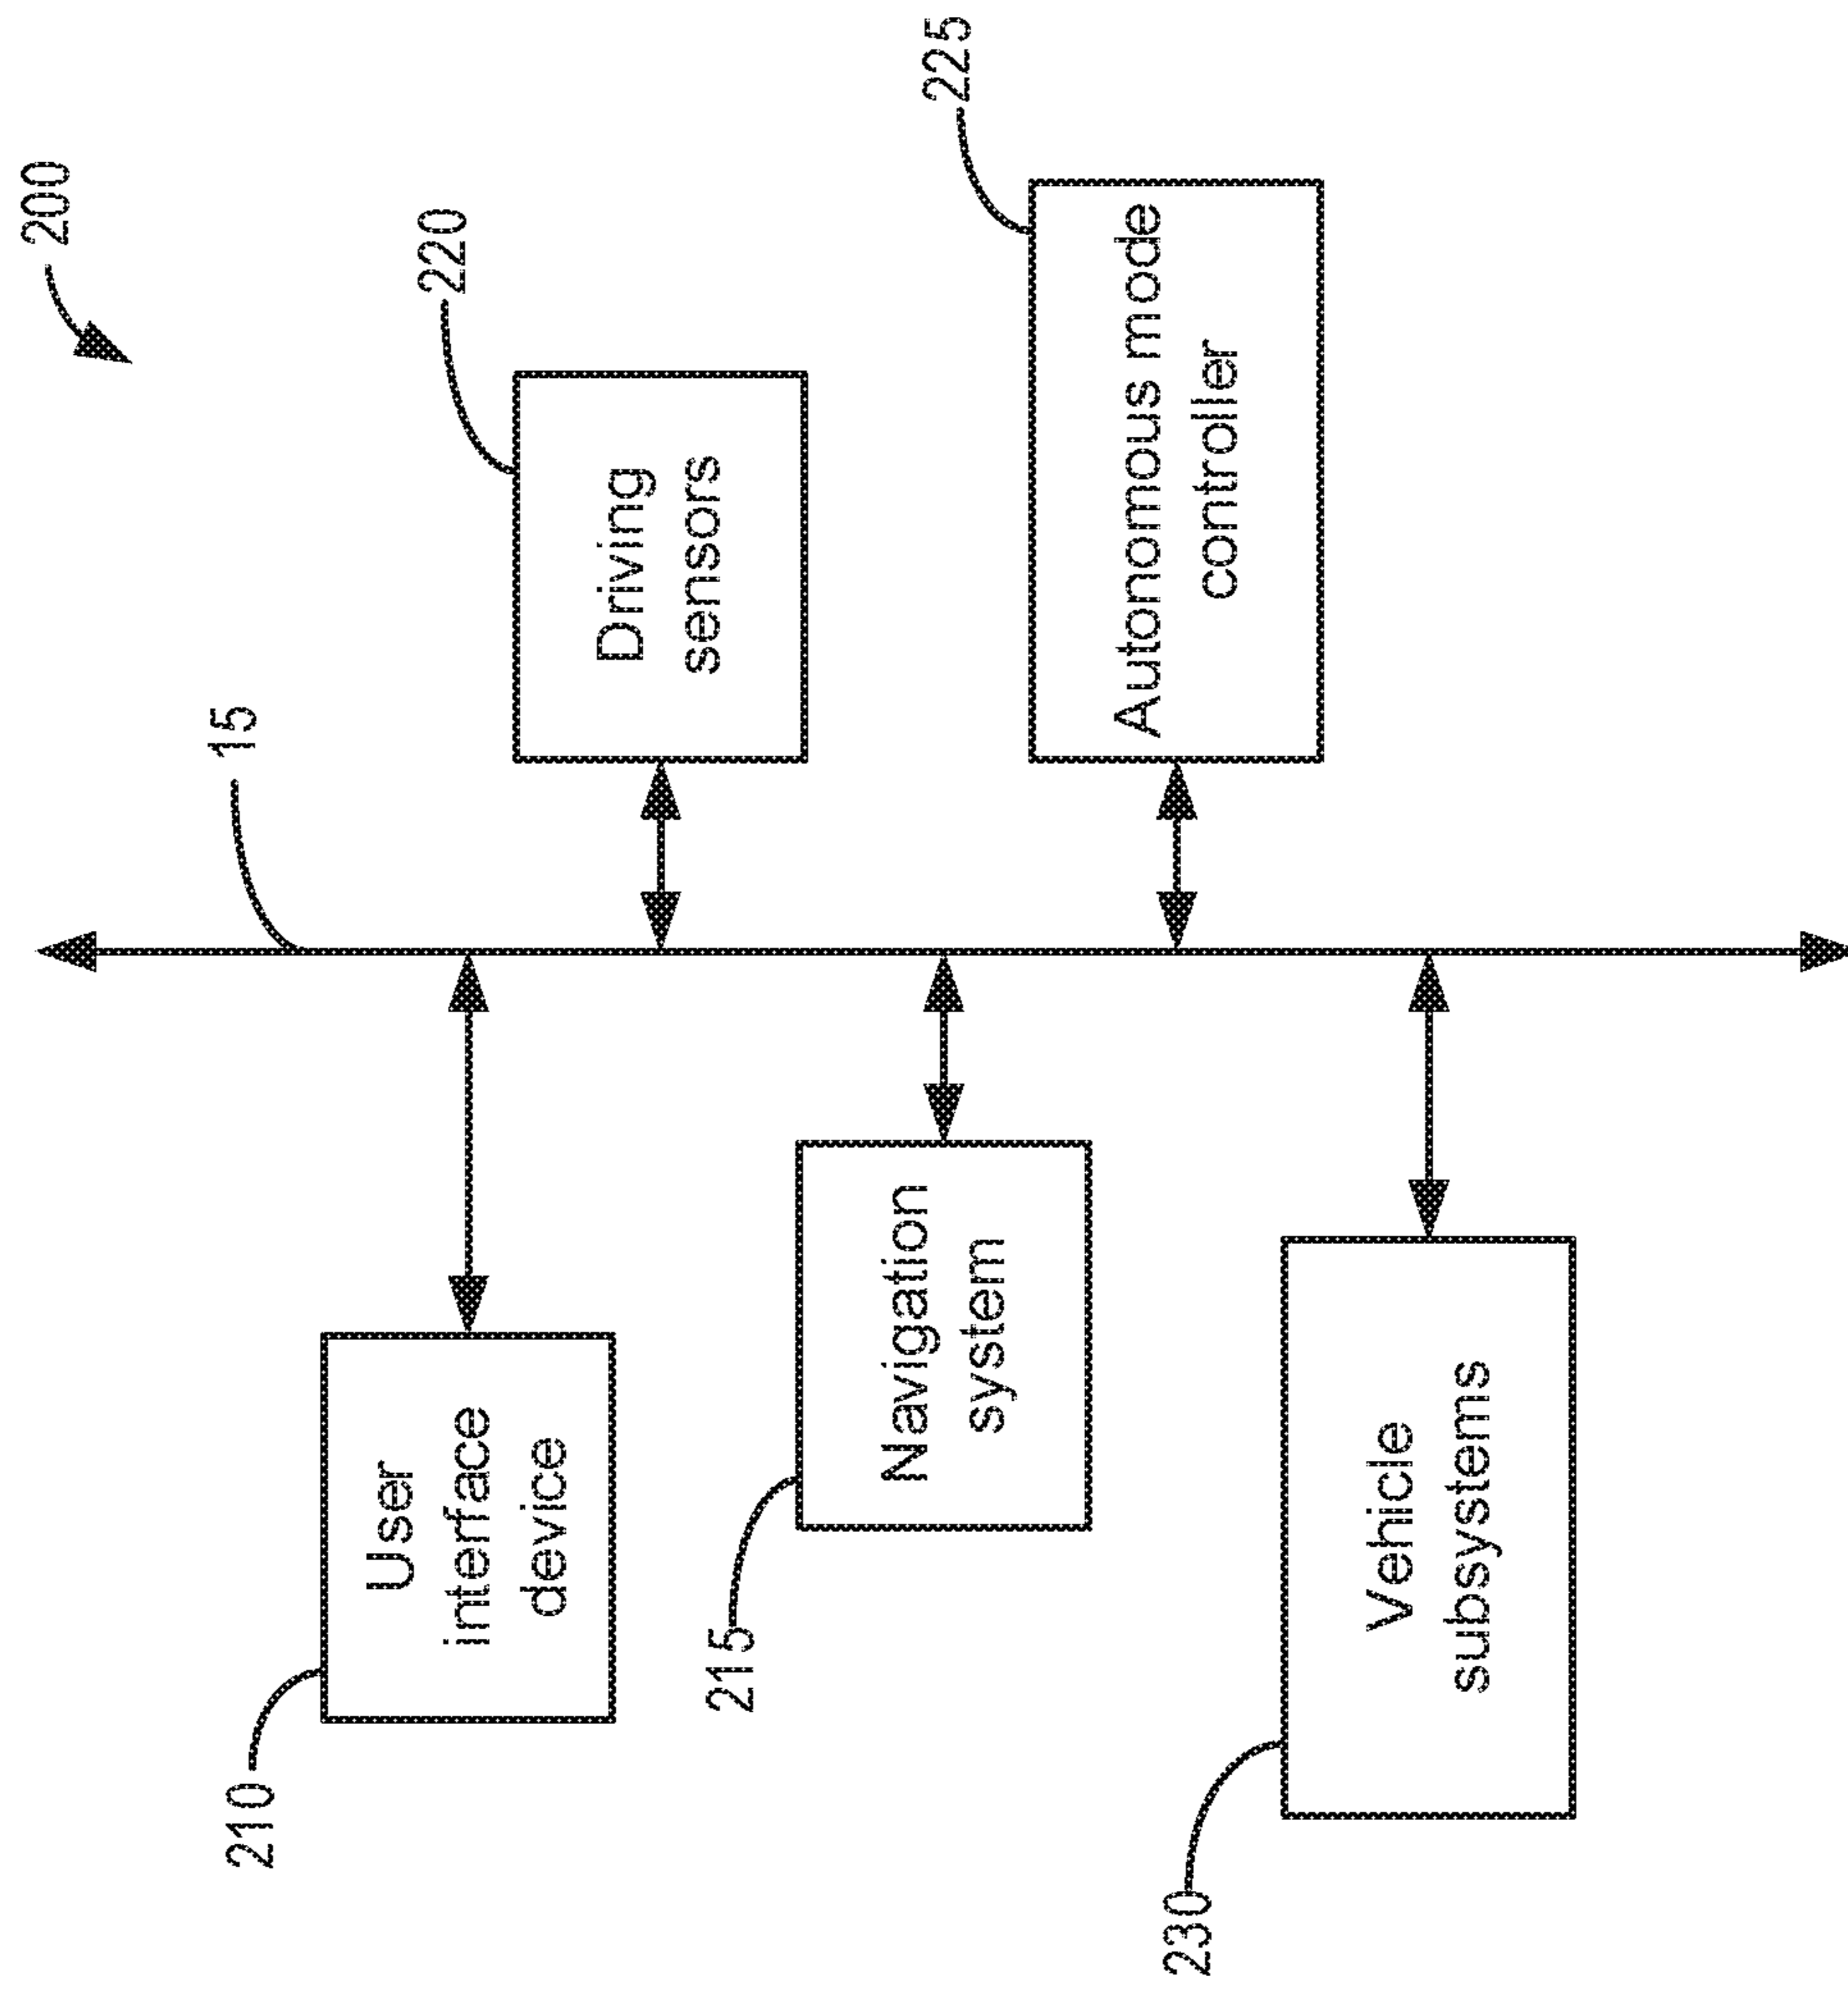 200
15
220
Driving
sensors
225
Autonomous mode
controller
210
User
interface
device
215
Navigation
system
230
Vehicle
subsystems